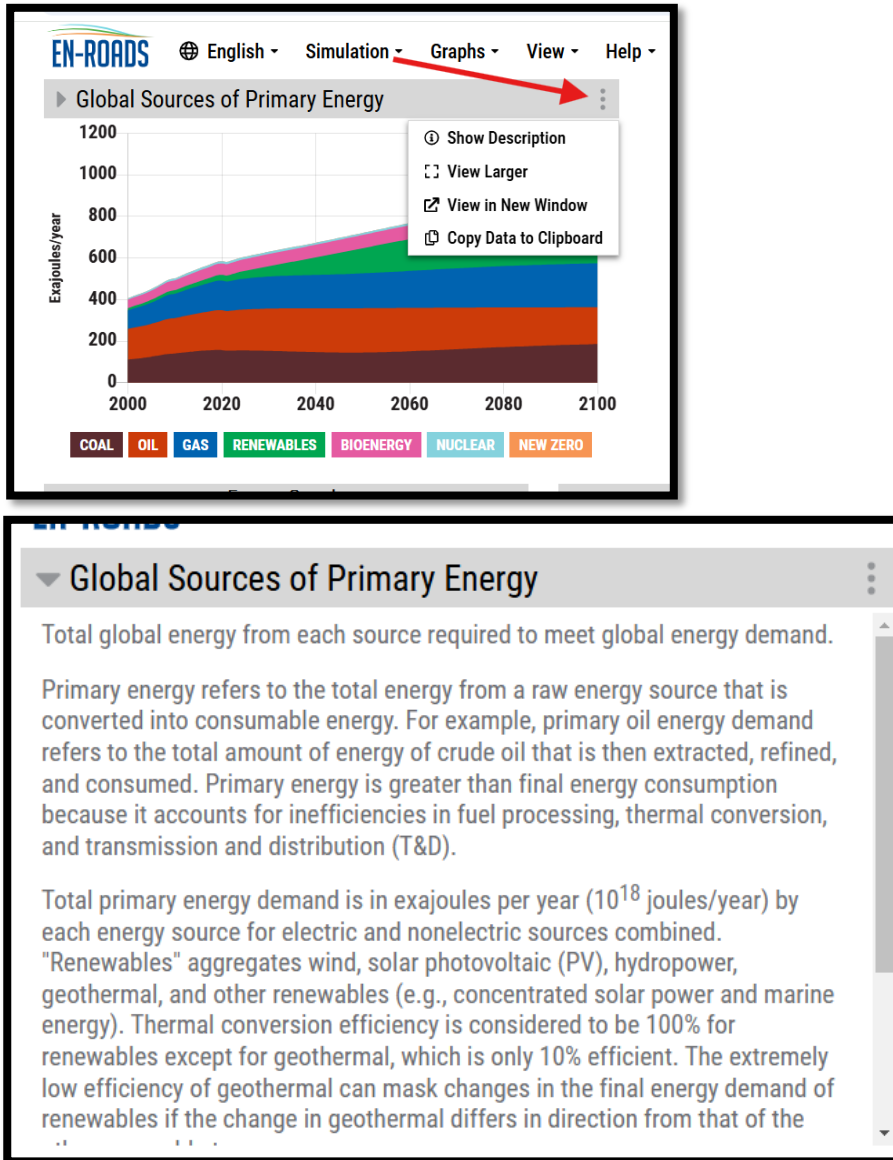 EN-ROADS
English
Simulation
Graphs
View
Help
Global Sources of Primary Energy
Show Description
View Larger
View in New Window
Copy Data to Clipboard
Exajoules/year
1200
1000
800
600
400
200
0
2000 2020 2040 2060 2080 2100
COAL OIL GAS RENEWABLES BIOENERGY NUCLEAR NEW ZERO
Global Sources of Primary Energy
Total global energy from each source required to meet global energy demand.
Primary energy refers to the total energy from a raw energy source that is
converted into consumable energy. For example, primary oil energy demand
refers to the total amount of energy of crude oil that is then extracted, refined,
and consumed. Primary energy is greater than final energy consumption
because it accounts for inefficiencies in fuel processing, thermal conversion,
and transmission and distribution (T&D).
Total primary energy demand is in exajoules per year (10^18 joules/year) by
each energy source for electric and nonelectric sources combined.
"Renewables" aggregates wind, solar photovoltaic (PV), hydropower,
geothermal, and other renewables (e.g., concentrated solar power and marine
energy). Thermal conversion efficiency is considered to be 100% for
renewables except for geothermal, which is only 10% efficient. The extremely
low efficiency of geothermal can mask changes in the final energy demand of
renewables if the change in geothermal differs in direction from that of the